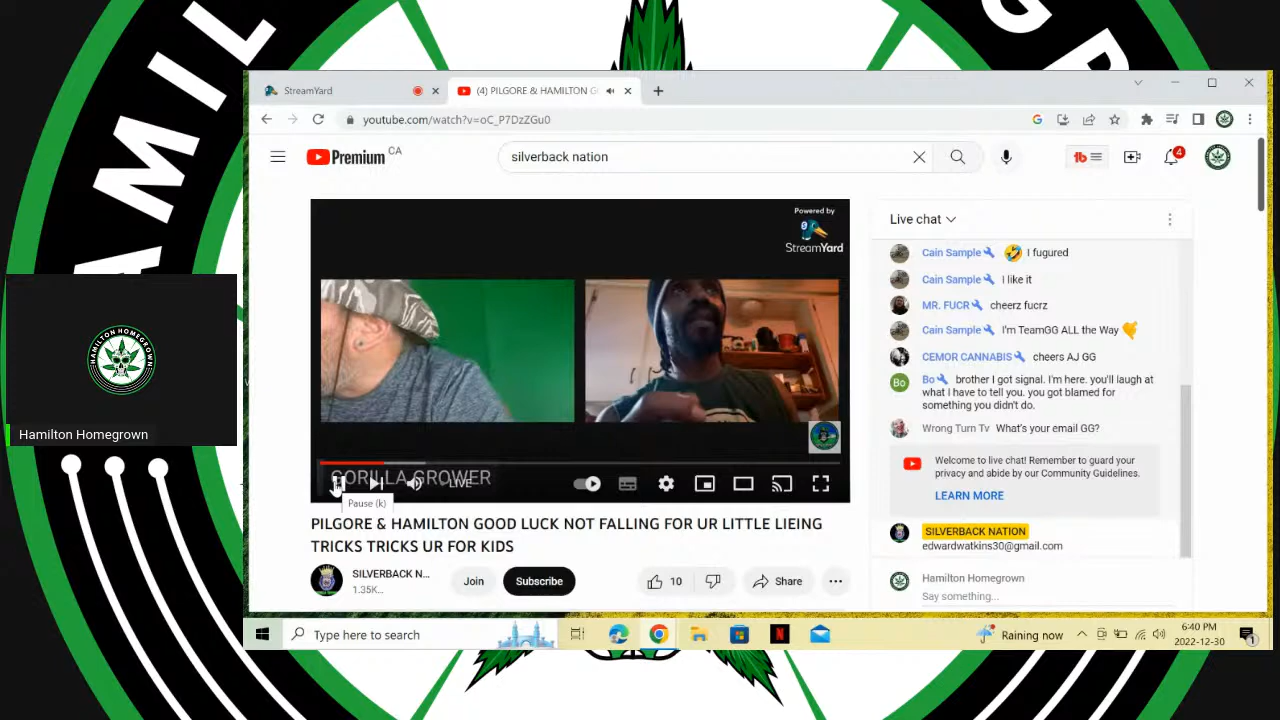 HAMIL
GR
StreamYard
(4) PILGORE & HAMILTON G
youtube.com/watch?v=oC_P7DzZGu0
Premium CA
silverback nation
4
Powered by
StreamYard
GORILLA GROWER
LIVE
Pause (k)
PILGORE & HAMILTON GOOD LUCK NOT FALLING FOR UR LITTLE LIEING
TRICKS TRICKS UR FOR KIDS
SILVERBACK N...
1.35K...
Join
Subscribe
10
Share
Live chat
Cain Sample 🤣 I fugured
Cain Sample I like it
MR. FUCR cheerz fucrz
Cain Sample I'm TeamGG ALL the Way
CEMOR CANNABIS cheers AJ GG
Bo Bo brother I got signal. I'm here. you'll laugh at
what I have to tell you. you got blamed for
something you didn't do.
Wrong Turn Tv What's your email GG?
Welcome to live chat! Remember to guard your
privacy and abide by our Community Guidelines.
LEARN MORE
SILVERBACK NATION
edwardwatkins30@gmail.com
Hamilton Homegrown
Say something...
HAMILTON HOMEGROWN
Hamilton Homegrown
Type here to search
Raining now
6:40 PM
2022-12-30
1